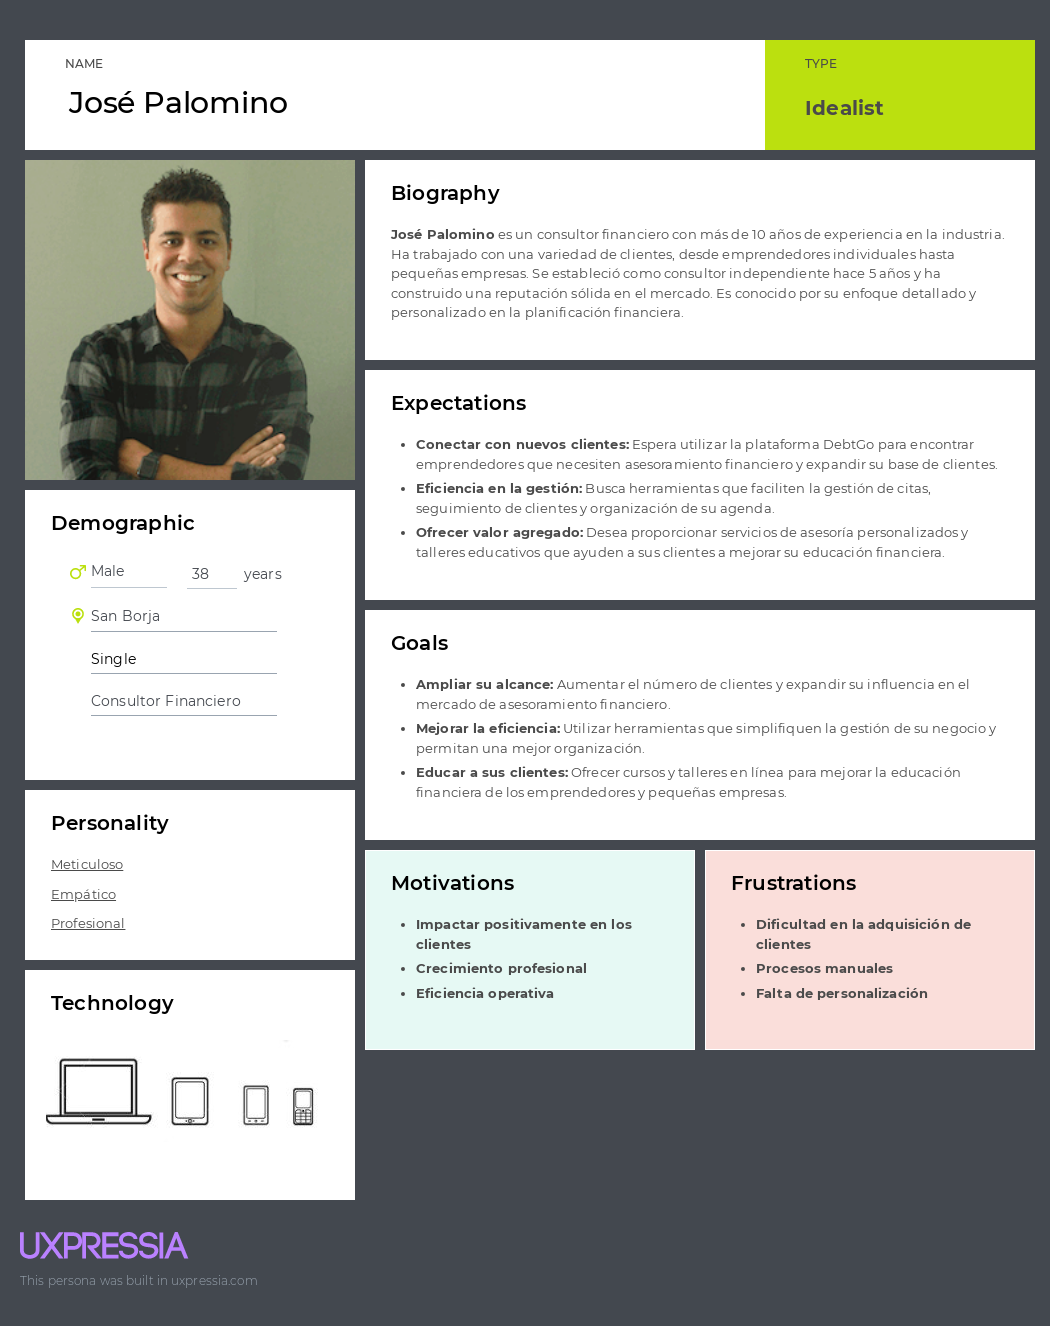 NAME
José Palomino
TYPE
Idealist
Biography
José Palomino es un consultor financiero con más de 10 años de experiencia en la industria.
Ha trabajado con una variedad de clientes, desde emprendedores individuales hasta
pequeñas empresas. Se estableció como consultor independiente hace 5 años y ha
construido una reputación sólida en el mercado. Es conocido por su enfoque detallado y
personalizado en la planificación financiera.
Expectations
• Conectar con nuevos clientes: Espera utilizar la plataforma DebtGo para encontrar
emprendedores que necesiten asesoramiento financiero y expandir su base de clientes.
• Eficiencia en la gestión: Busca herramientas que faciliten la gestión de citas,
seguimiento de clientes y organización de su agenda.
• Ofrecer valor agregado: Desea proporcionar servicios de asesoría personalizados y
talleres educativos que ayuden a sus clientes a mejorar su educación financiera.
Demographic
Male 38 years
San Borja
Single
Consultor Financiero
Goals
• Ampliar su alcance: Aumentar el número de clientes y expandir su influencia en el
mercado de asesoramiento financiero.
• Mejorar la eficiencia: Utilizar herramientas que simplifiquen la gestión de su negocio y
permitan una mejor organización.
• Educar a sus clientes: Ofrecer cursos y talleres en línea para mejorar la educación
financiera de los emprendedores y pequeñas empresas.
Personality
Meticuloso
Empático
Profesional
Motivations
• Impactar positivamente en los
clientes
• Crecimiento profesional
• Eficiencia operativa
Frustrations
• Dificultad en la adquisición de
clientes
• Procesos manuales
• Falta de personalización
Technology
UXPRESSIA
This persona was built in uxpressia.com